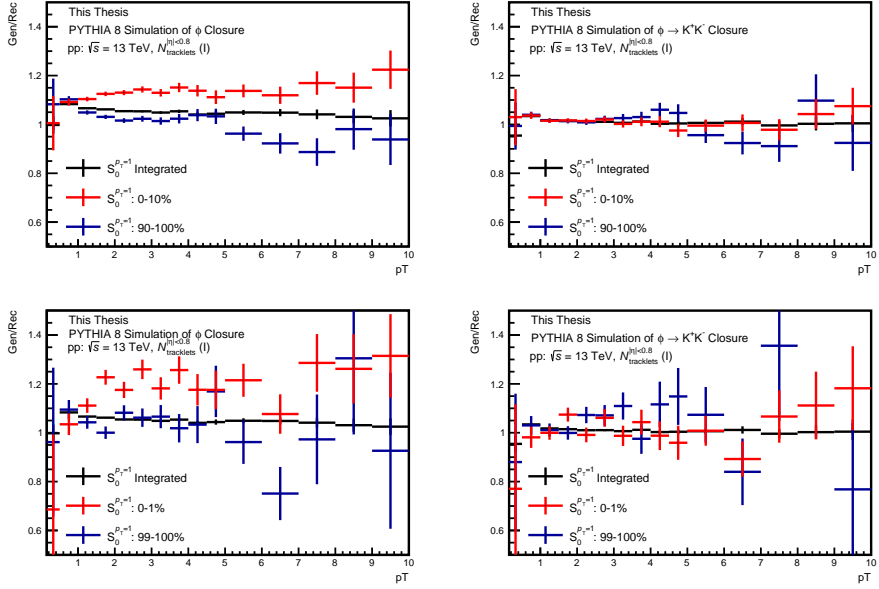 This Thesis
PYTHIA 8 Simulation of ϕ Closure
pp: √s = 13 TeV, N_tracklets^|η|<0.8 (I)
Gen/Rec
1.4
1.2
1
0.8
0.6
S_0^{p_T=1} Integrated
S_0^{p_T=1}: 0-10%
S_0^{p_T=1}: 90-100%
1 2 3 4 5 6 7 8 9 10
pT
This Thesis
PYTHIA 8 Simulation of ϕ → K⁺K⁻ Closure
pp: √s = 13 TeV, N_tracklets^|η|<0.8 (I)
Gen/Rec
1.4
1.2
1
0.8
0.6
S_0^{p_T=1} Integrated
S_0^{p_T=1}: 0-10%
S_0^{p_T=1}: 90-100%
1 2 3 4 5 6 7 8 9 10
pT
This Thesis
PYTHIA 8 Simulation of ϕ Closure
pp: √s = 13 TeV, N_tracklets^|η|<0.8 (I)
Gen/Rec
1.4
1.2
1
0.8
0.6
S_0^{p_T=1} Integrated
S_0^{p_T=1}: 0-1%
S_0^{p_T=1}: 99-100%
1 2 3 4 5 6 7 8 9 10
pT
This Thesis
PYTHIA 8 Simulation of ϕ → K⁺K⁻ Closure
pp: √s = 13 TeV, N_tracklets^|η|<0.8 (I)
Gen/Rec
1.4
1.2
1
0.8
0.6
S_0^{p_T=1} Integrated
S_0^{p_T=1}: 0-1%
S_0^{p_T=1}: 99-100%
1 2 3 4 5 6 7 8 9 10
pT